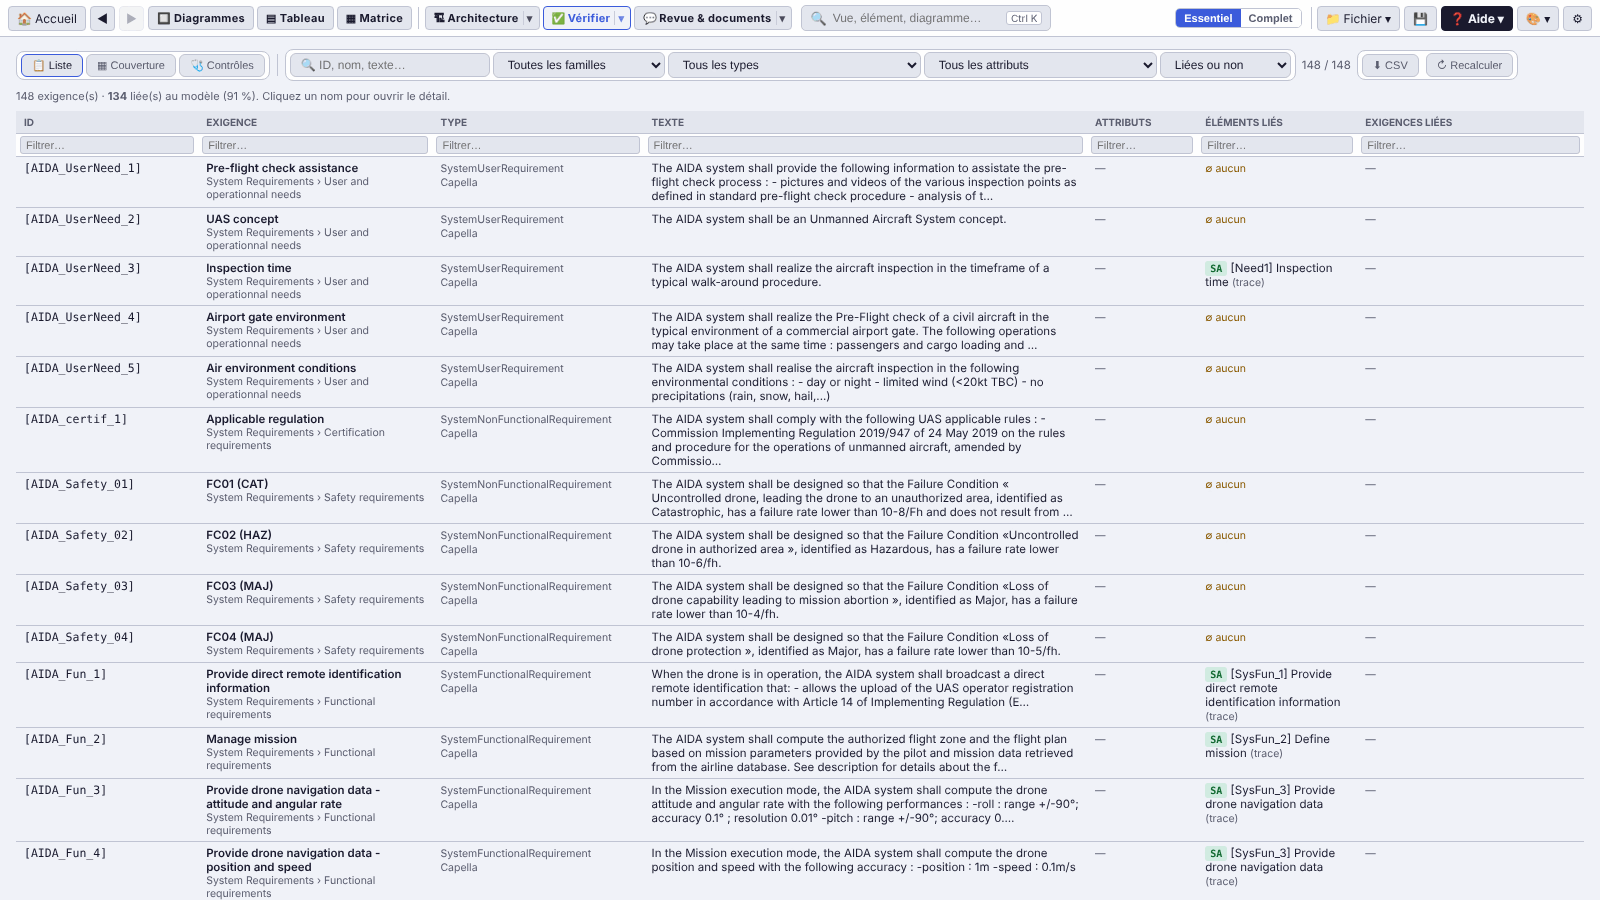 🏠 Accueil ◀ ▶ 🔲 Diagrammes ▤ Tableau ▦ Matrice 🏗 Architecture ▾ ✅ Vérifier ▾ 💬 Revue & documents ▾ 🔍 Vue, élément, diagramme… Ctrl K Essentiel Complet 📁 Fichier ▾ 💾 ❓ Aide ▾ 🎨 ▾ ⚙
📋 Liste ▦ Couverture 🩺 Contrôles 🔍 ID, nom, texte… Toutes les familles Tous les types Tous les attributs Liées ou non 148 / 148 ⬇ CSV ↻ Recalculer
148 exigence(s) · 134 liée(s) au modèle (91 %). Cliquez un nom pour ouvrir le détail.
ID EXIGENCE TYPE TEXTE ATTRIBUTS ÉLÉMENTS LIÉS EXIGENCES LIÉES
Filtrer… Filtrer… Filtrer… Filtrer… Filtrer… Filtrer… Filtrer…
[AIDA_UserNeed_1] Pre-flight check assistance SystemUserRequirement The AIDA system shall provide the following information to assistate the pre- — ∅ aucun —
System Requirements › User and Capella flight check process : - pictures and videos of the various inspection points as
operationnal needs defined in standard pre-flight check procedure - analysis of t...
[AIDA_UserNeed_2] UAS concept SystemUserRequirement The AIDA system shall be an Unmanned Aircraft System concept. — ∅ aucun —
System Requirements › User and Capella
operationnal needs
[AIDA_UserNeed_3] Inspection time SystemUserRequirement The AIDA system shall realize the aircraft inspection in the timeframe of a — SA [Need1] Inspection —
System Requirements › User and Capella typical walk-around procedure. time (trace)
operationnal needs
[AIDA_UserNeed_4] Airport gate environment SystemUserRequirement The AIDA system shall realize the Pre-Flight check of a civil aircraft in the — ∅ aucun —
System Requirements › User and Capella typical environment of a commercial airport gate. The following operations
operationnal needs may take place at the same time : passengers and cargo loading and ...
[AIDA_UserNeed_5] Air environment conditions SystemUserRequirement The AIDA system shall realise the aircraft inspection in the following — ∅ aucun —
System Requirements › User and Capella environmental conditions : - day or night - limited wind (<20kt TBC) - no
operationnal needs precipitations (rain, snow, hail,...)
[AIDA_certif_1] Applicable regulation SystemNonFunctionalRequirement The AIDA system shall comply with the following UAS applicable rules : - — ∅ aucun —
System Requirements › Certification Capella Commission Implementing Regulation 2019/947 of 24 May 2019 on the rules
requirements and procedure for the operations of unmanned aircraft, amended by
Commissio...
[AIDA_Safety_01] FC01 (CAT) SystemNonFunctionalRequirement The AIDA system shall be designed so that the Failure Condition « — ∅ aucun —
System Requirements › Safety requirements Capella Uncontrolled drone, leading the drone to an unauthorized area, identified as
Catastrophic, has a failure rate lower than 10-8/Fh and does not result from ...
[AIDA_Safety_02] FC02 (HAZ) SystemNonFunctionalRequirement The AIDA system shall be designed so that the Failure Condition «Uncontrolled — ∅ aucun —
System Requirements › Safety requirements Capella drone in authorized area », identified as Hazardous, has a failure rate lower
than 10-6/fh.
[AIDA_Safety_03] FC03 (MAJ) SystemNonFunctionalRequirement The AIDA system shall be designed so that the Failure Condition «Loss of — ∅ aucun —
System Requirements › Safety requirements Capella drone capability leading to mission abortion », identified as Major, has a failure
rate lower than 10-4/fh.
[AIDA_Safety_04] FC04 (MAJ) SystemNonFunctionalRequirement The AIDA system shall be designed so that the Failure Condition «Loss of — ∅ aucun —
System Requirements › Safety requirements Capella drone protection », identified as Major, has a failure rate lower than 10-5/fh.
[AIDA_Fun_1] Provide direct remote identification SystemFunctionalRequirement When the drone is in operation, the AIDA system shall broadcast a direct — SA [SysFun_1] Provide —
information Capella remote identification that: - allows the upload of the UAS operator registration direct remote
System Requirements › Functional number in accordance with Article 14 of Implementing Regulation (E... identification information
requirements (trace)
[AIDA_Fun_2] Manage mission SystemFunctionalRequirement The AIDA system shall compute the authorized flight zone and the flight plan — SA [SysFun_2] Define —
System Requirements › Functional Capella based on mission parameters provided by the pilot and mission data retrieved mission (trace)
requirements from the airline database. See description for details about the f...
[AIDA_Fun_3] Provide drone navigation data - SystemFunctionalRequirement In the Mission execution mode, the AIDA system shall compute the drone — SA [SysFun_3] Provide —
attitude and angular rate Capella attitude and angular rate with the following performances : -roll : range +/-90°; drone navigation data
System Requirements › Functional accuracy 0.1° ; resolution 0.01° -pitch : range +/-90°; accuracy 0.... (trace)
requirements
[AIDA_Fun_4] Provide drone navigation data - SystemFunctionalRequirement In the Mission execution mode, the AIDA system shall compute the drone — SA [SysFun_3] Provide —
position and speed Capella position and speed with the following accuracy : -position : 1m -speed : 0.1m/s drone navigation data
System Requirements › Functional (trace)
requirements